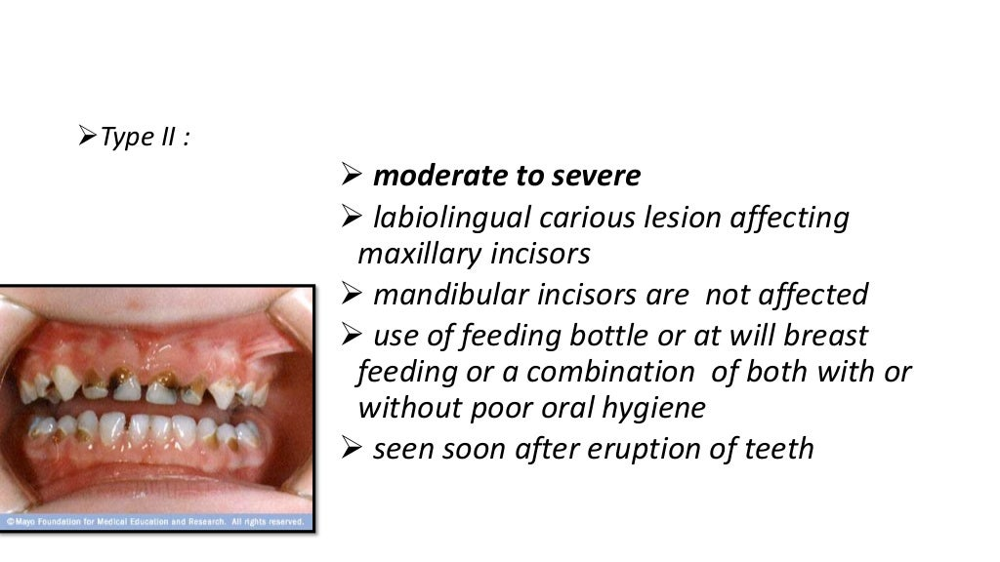 ➢Type II :
➢ moderate to severe
➢ labiolingual carious lesion affecting
maxillary incisors
➢ mandibular incisors are  not affected
➢ use of feeding bottle or at will breast
feeding or a combination  of both with or
without poor oral hygiene
➢ seen soon after eruption of teeth
©Mayo Foundation for Medical Education and Research. All rights reserved.